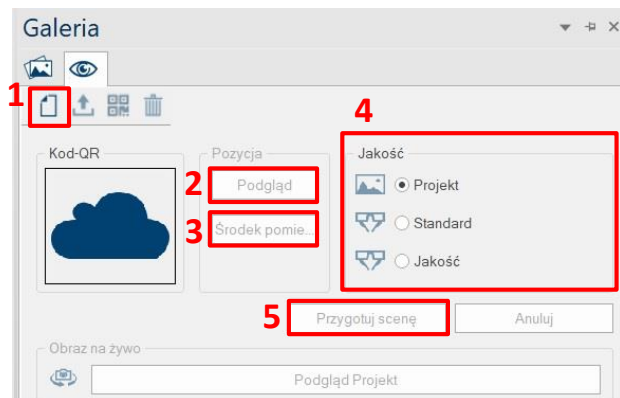 Galeria
1
Kod-QR
Pozycja
2 Podgląd
3 Środek pomie...
4
Jakość
Projekt
Standard
Jakość
5 Przygotuj scenę
Anuluj
Obraz na żywo
Podgląd Projekt